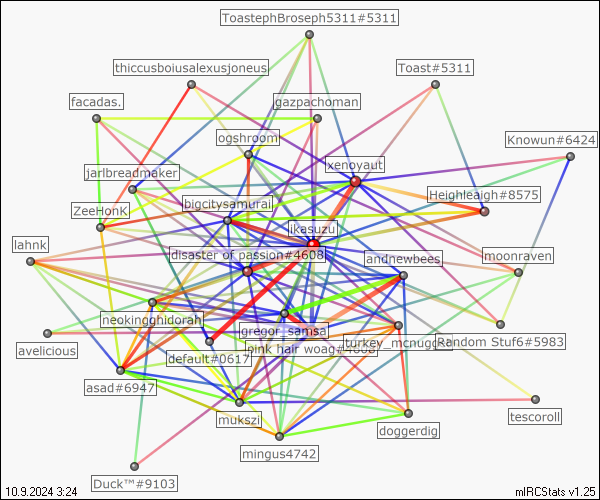 ToastephBroseph5311#5311
thiccusboiusalexusjoneus
Toast#5311
facadas.
gazpachoman
ogshroom
Knowun#6424
xenoyaut
jarlbreadmaker
Heighleaigh#8575
bigcitysamurai
ZeeHonK
ikasuzu
lahnk
disaster of passion#4608
andnewbees
moonraven
neokingghidorah
gregor_samsa
turkey_mcnugget
Random Stuf6#5983
avelicious
default#0617
pink hair woag#4668
asad#6947
mukszi
tescoroll
doggerdig
mingus4742
Duck™#9103
10.9.2024 3:24
mIRCStats v1.25